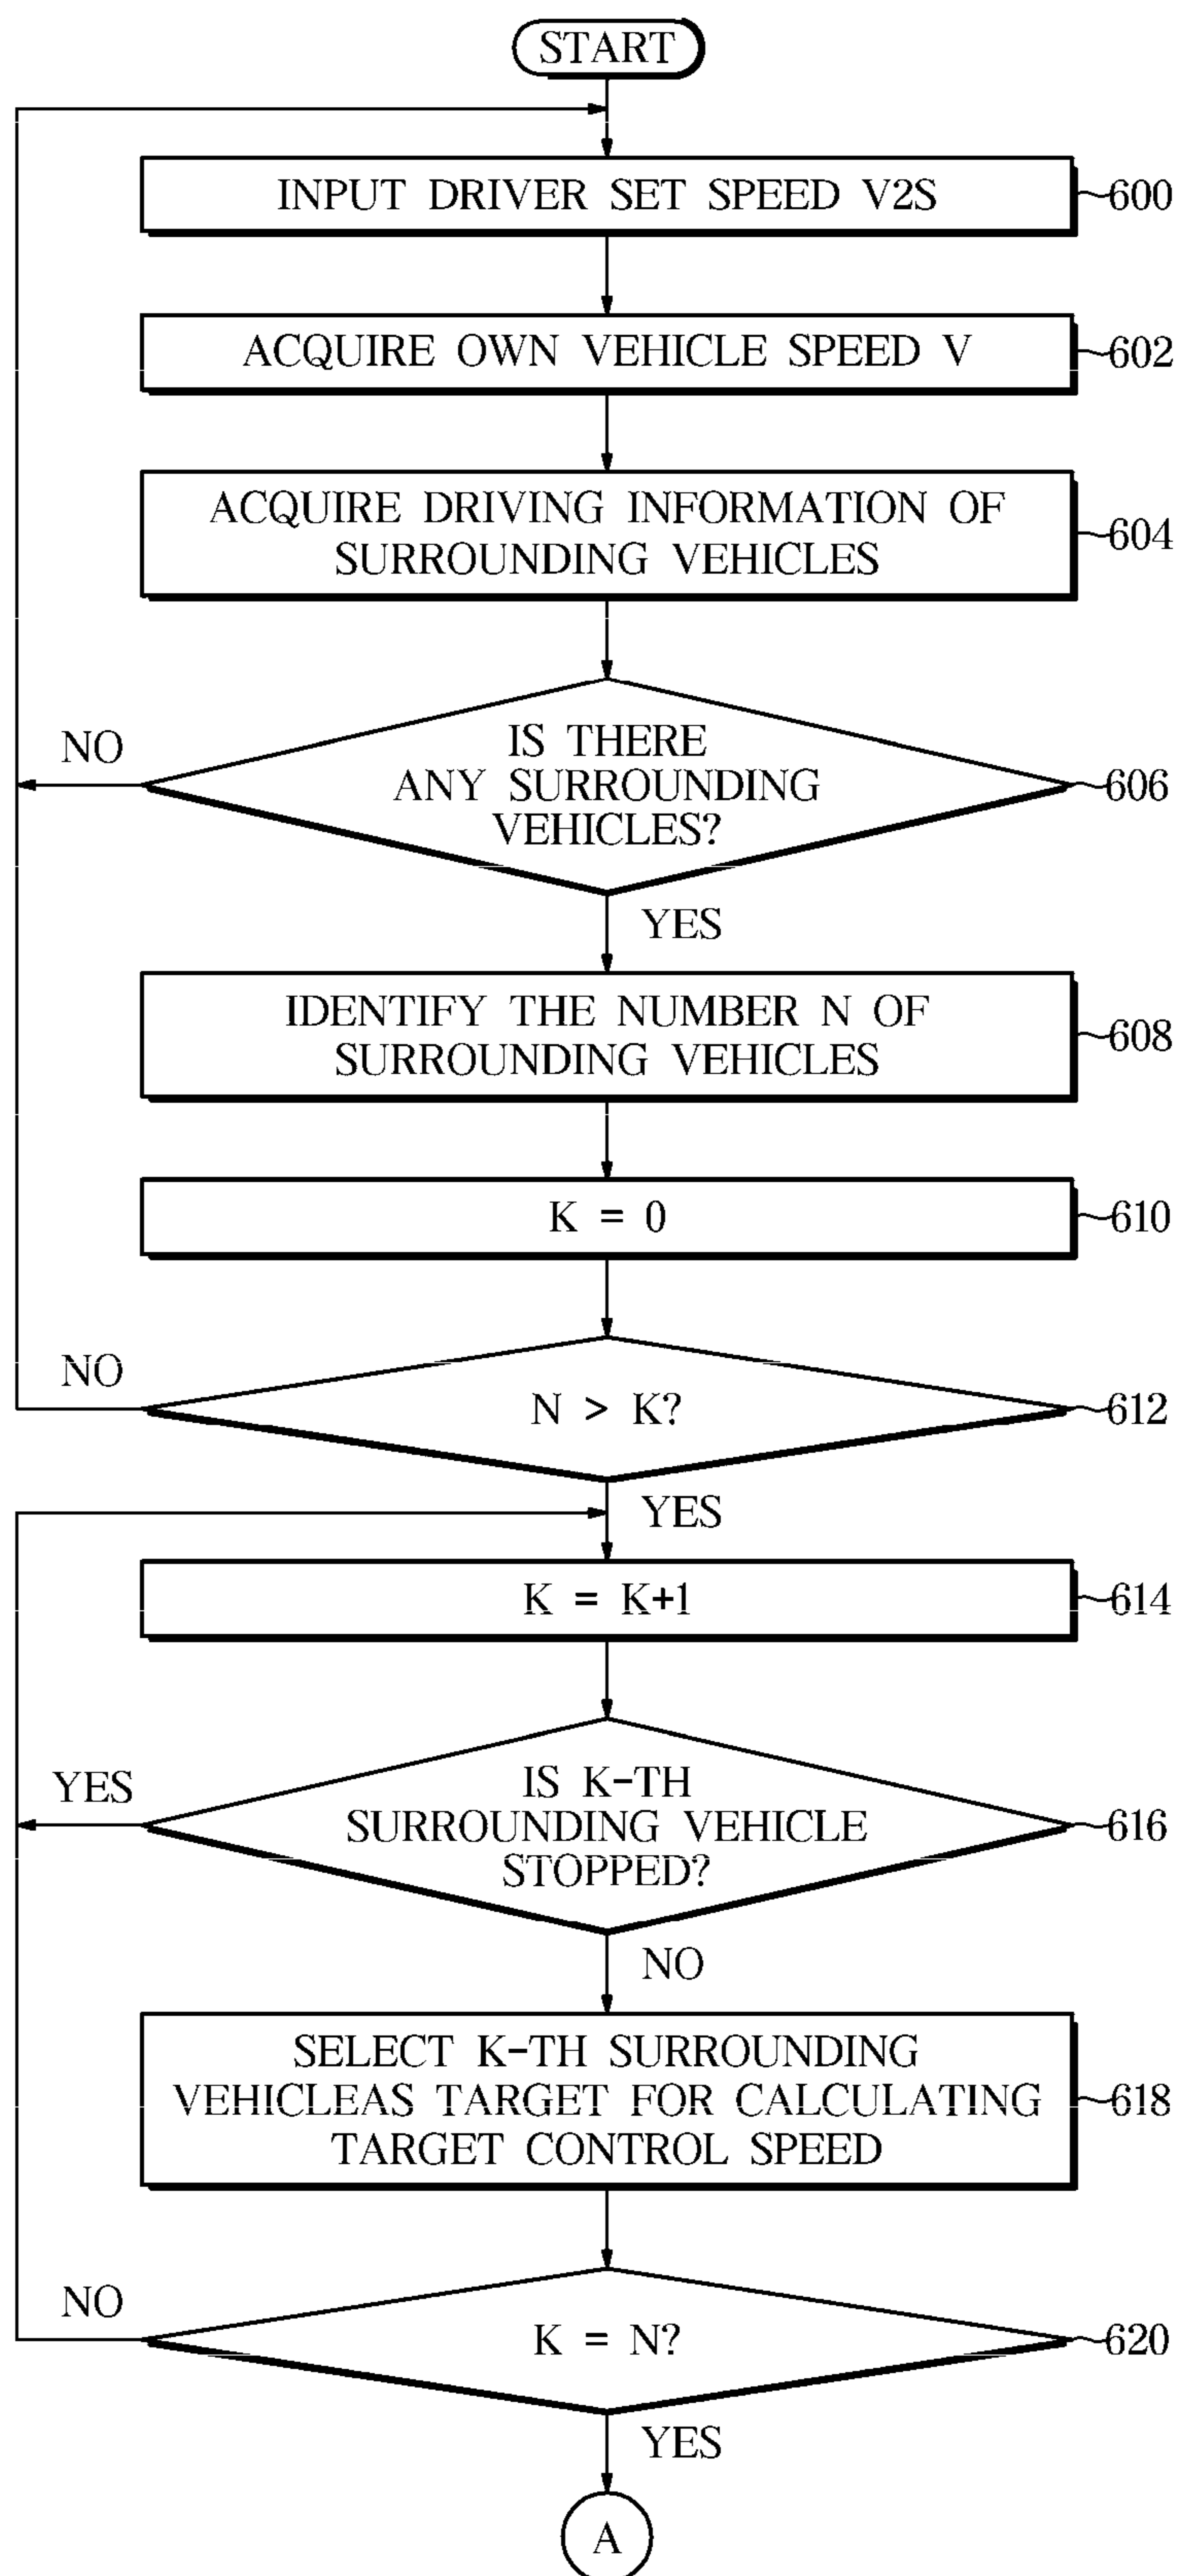 START
INPUT DRIVER SET SPEED V2S
600
ACQUIRE OWN VEHICLE SPEED V
602
ACQUIRE DRIVING INFORMATION OF
SURROUNDING VEHICLES
604
NO
IS THERE
ANY SURROUNDING
VEHICLES?
606
YES
IDENTIFY THE NUMBER N OF
SURROUNDING VEHICLES
608
K = 0
610
NO
N > K?
612
YES
K = K+1
614
YES
IS K-TH
SURROUNDING VEHICLE
STOPPED?
616
NO
SELECT K-TH SURROUNDING
VEHICLEAS TARGET FOR CALCULATING
TARGET CONTROL SPEED
618
NO
K = N?
620
YES
A